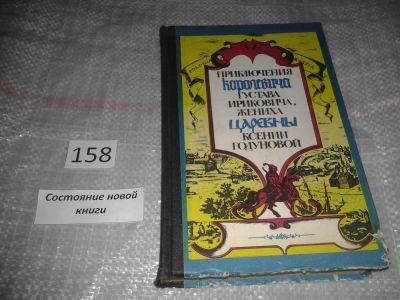 158
Состояние новой
книги
ПРИКЛЮЧЕНИЯ
КОРОЛЕВИЧА
ГУСТАВА
ИРИКОВИЧА,
ЖЕНИХА
ЦАРЕВНЫ
КСЕНИИ
ГОДУНОВОЙ